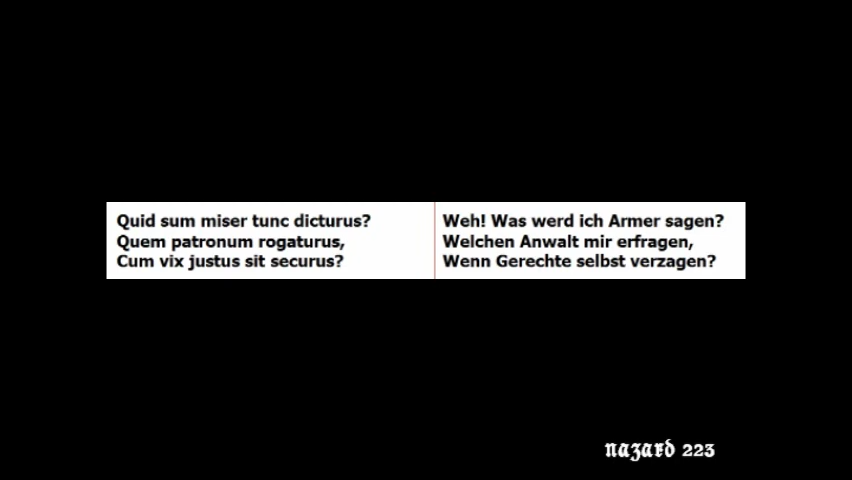 Quid sum miser tunc dicturus?
Quem patronum rogaturus,
Cum vix justus sit securus?
Weh! Was werd ich Armer sagen?
Welchen Anwalt mir erfragen,
Wenn Gerechte selbst verzagen?
nazard 223